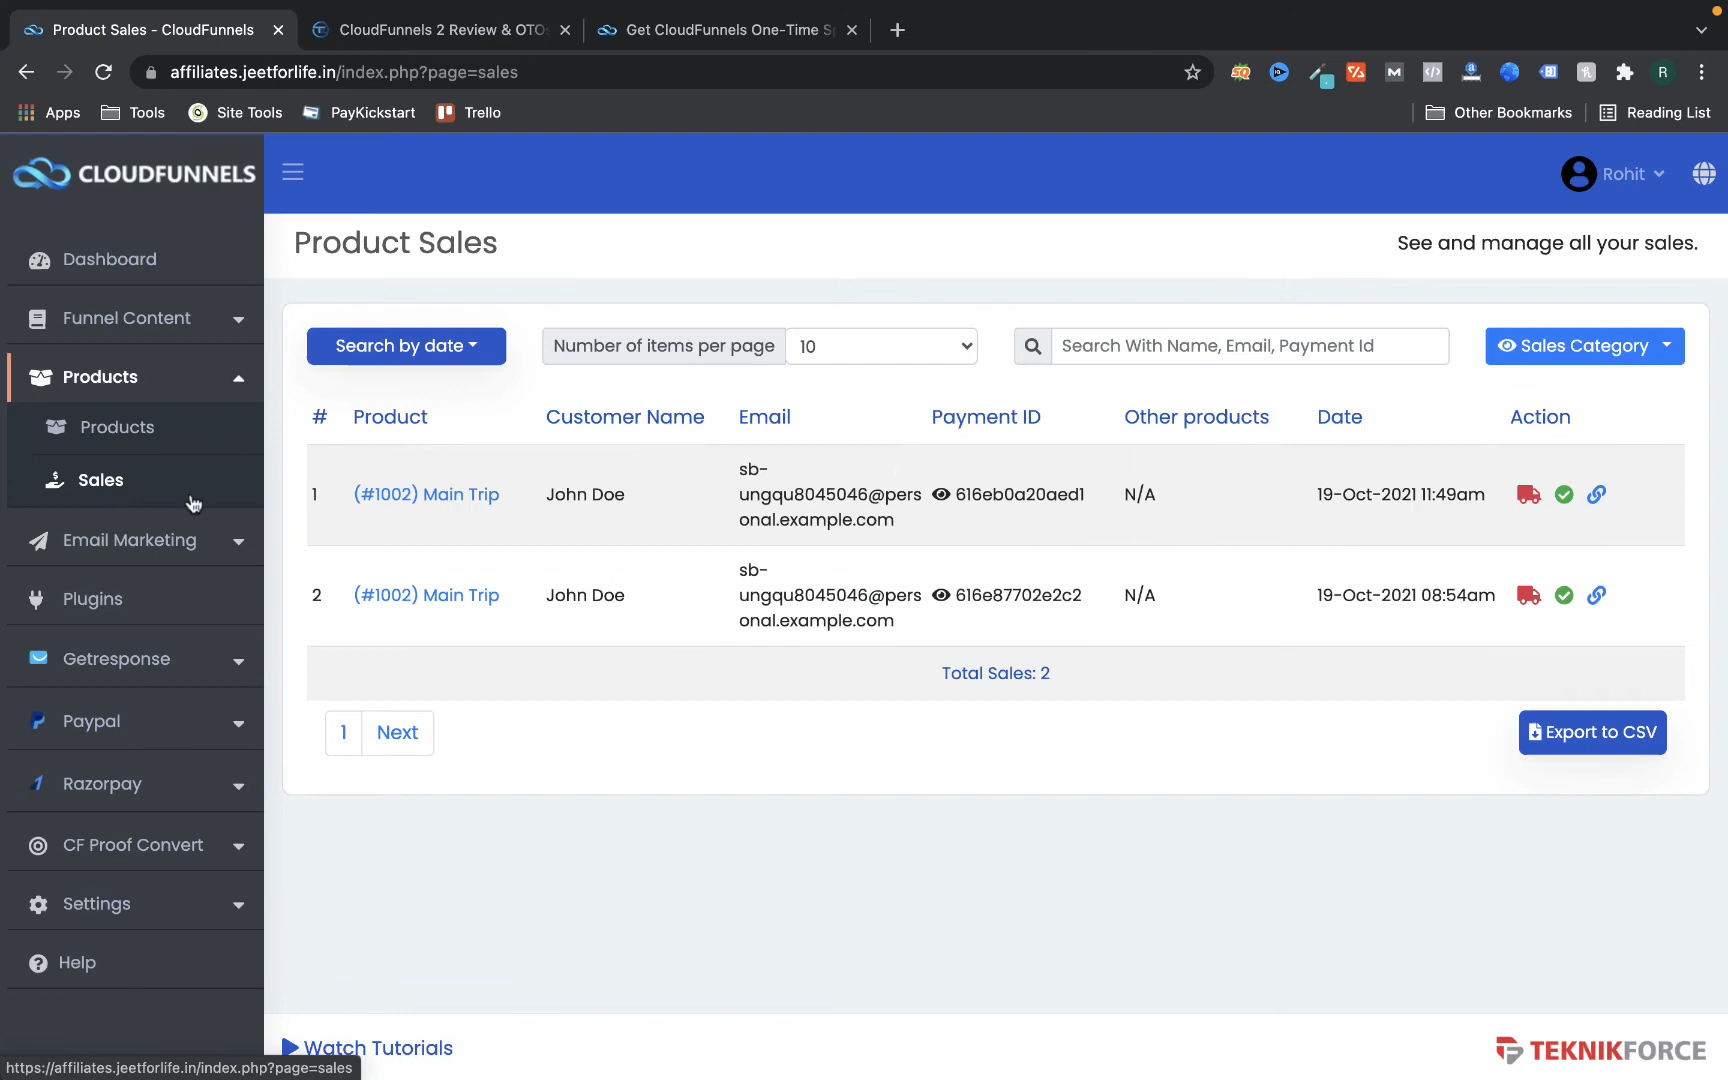 Product Sales - CloudFunnels
CloudFunnels 2 Review & OTO
Get CloudFunnels One-Time S
affiliates.jeetforlife.in/index.php?page=sales
R
Apps
Tools
Site Tools
PayKickstart
Trello
Other Bookmarks
Reading List
CLOUDFUNNELS
Rohit
Product Sales
See and manage all your sales.
Dashboard
Funnel Content
Products
Products
Sales
Email Marketing
Plugins
Getresponse
Paypal
Razorpay
CF Proof Convert
Settings
Help
Search by date
Number of items per page 10
Search With Name, Email, Payment Id
Sales Category
# Product Customer Name Email Payment ID Other products Date Action
1 (#1002) Main Trip John Doe sb-
ungqu8045046@pers
onal.example.com 616eb0a20aed1 N/A 19-Oct-2021 11:49am
2 (#1002) Main Trip John Doe sb-
ungqu8045046@pers
onal.example.com 616e87702e2c2 N/A 19-Oct-2021 08:54am
Total Sales: 2
1 Next
Export to CSV
Watch Tutorials
TEKNIKFORCE
https://affiliates.jeetforlife.in/index.php?page=sales